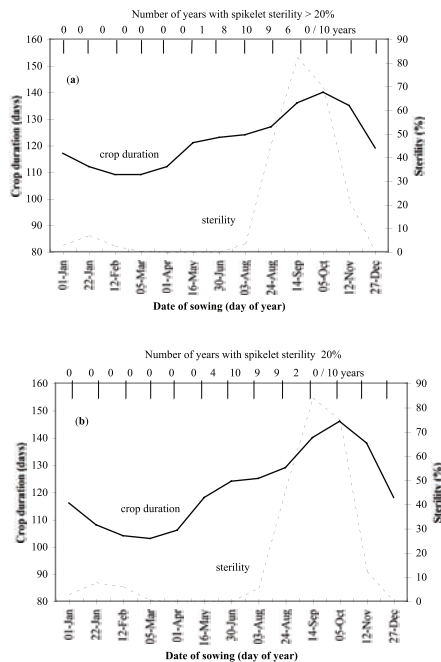 Number of years with spikelet sterility > 20%
0 0 0 0 0 0 1 8 10 9 6 0 / 10 years
160
150
140
130
120
110
100
90
80
90
80
70
60
50
40
30
20
10
0
(a)
crop duration
sterility
Crop duration (days)
Sterility (%)
01-Jan
22-Jan
12-Feb
05-Mar
01-Apr
16-May
30-Jun
03-Aug
24-Aug
14-Sep
05-Oct
12-Nov
27-Dec
Date of sowing (day of year)
Number of years with spikelet sterility 20%
0 0 0 0 0 0 4 10 9 9 2 0 / 10 years
160
150
140
130
120
110
100
90
80
90
80
70
60
50
40
30
20
10
0
(b)
crop duration
sterility
Crop duration (days)
Sterility (%)
01-Jan
22-Jan
12-Feb
05-Mar
01-Apr
16-May
30-Jun
03-Aug
24-Aug
14-Sep
05-Oct
12-Nov
27-Dec
Date of sowing (day of year)